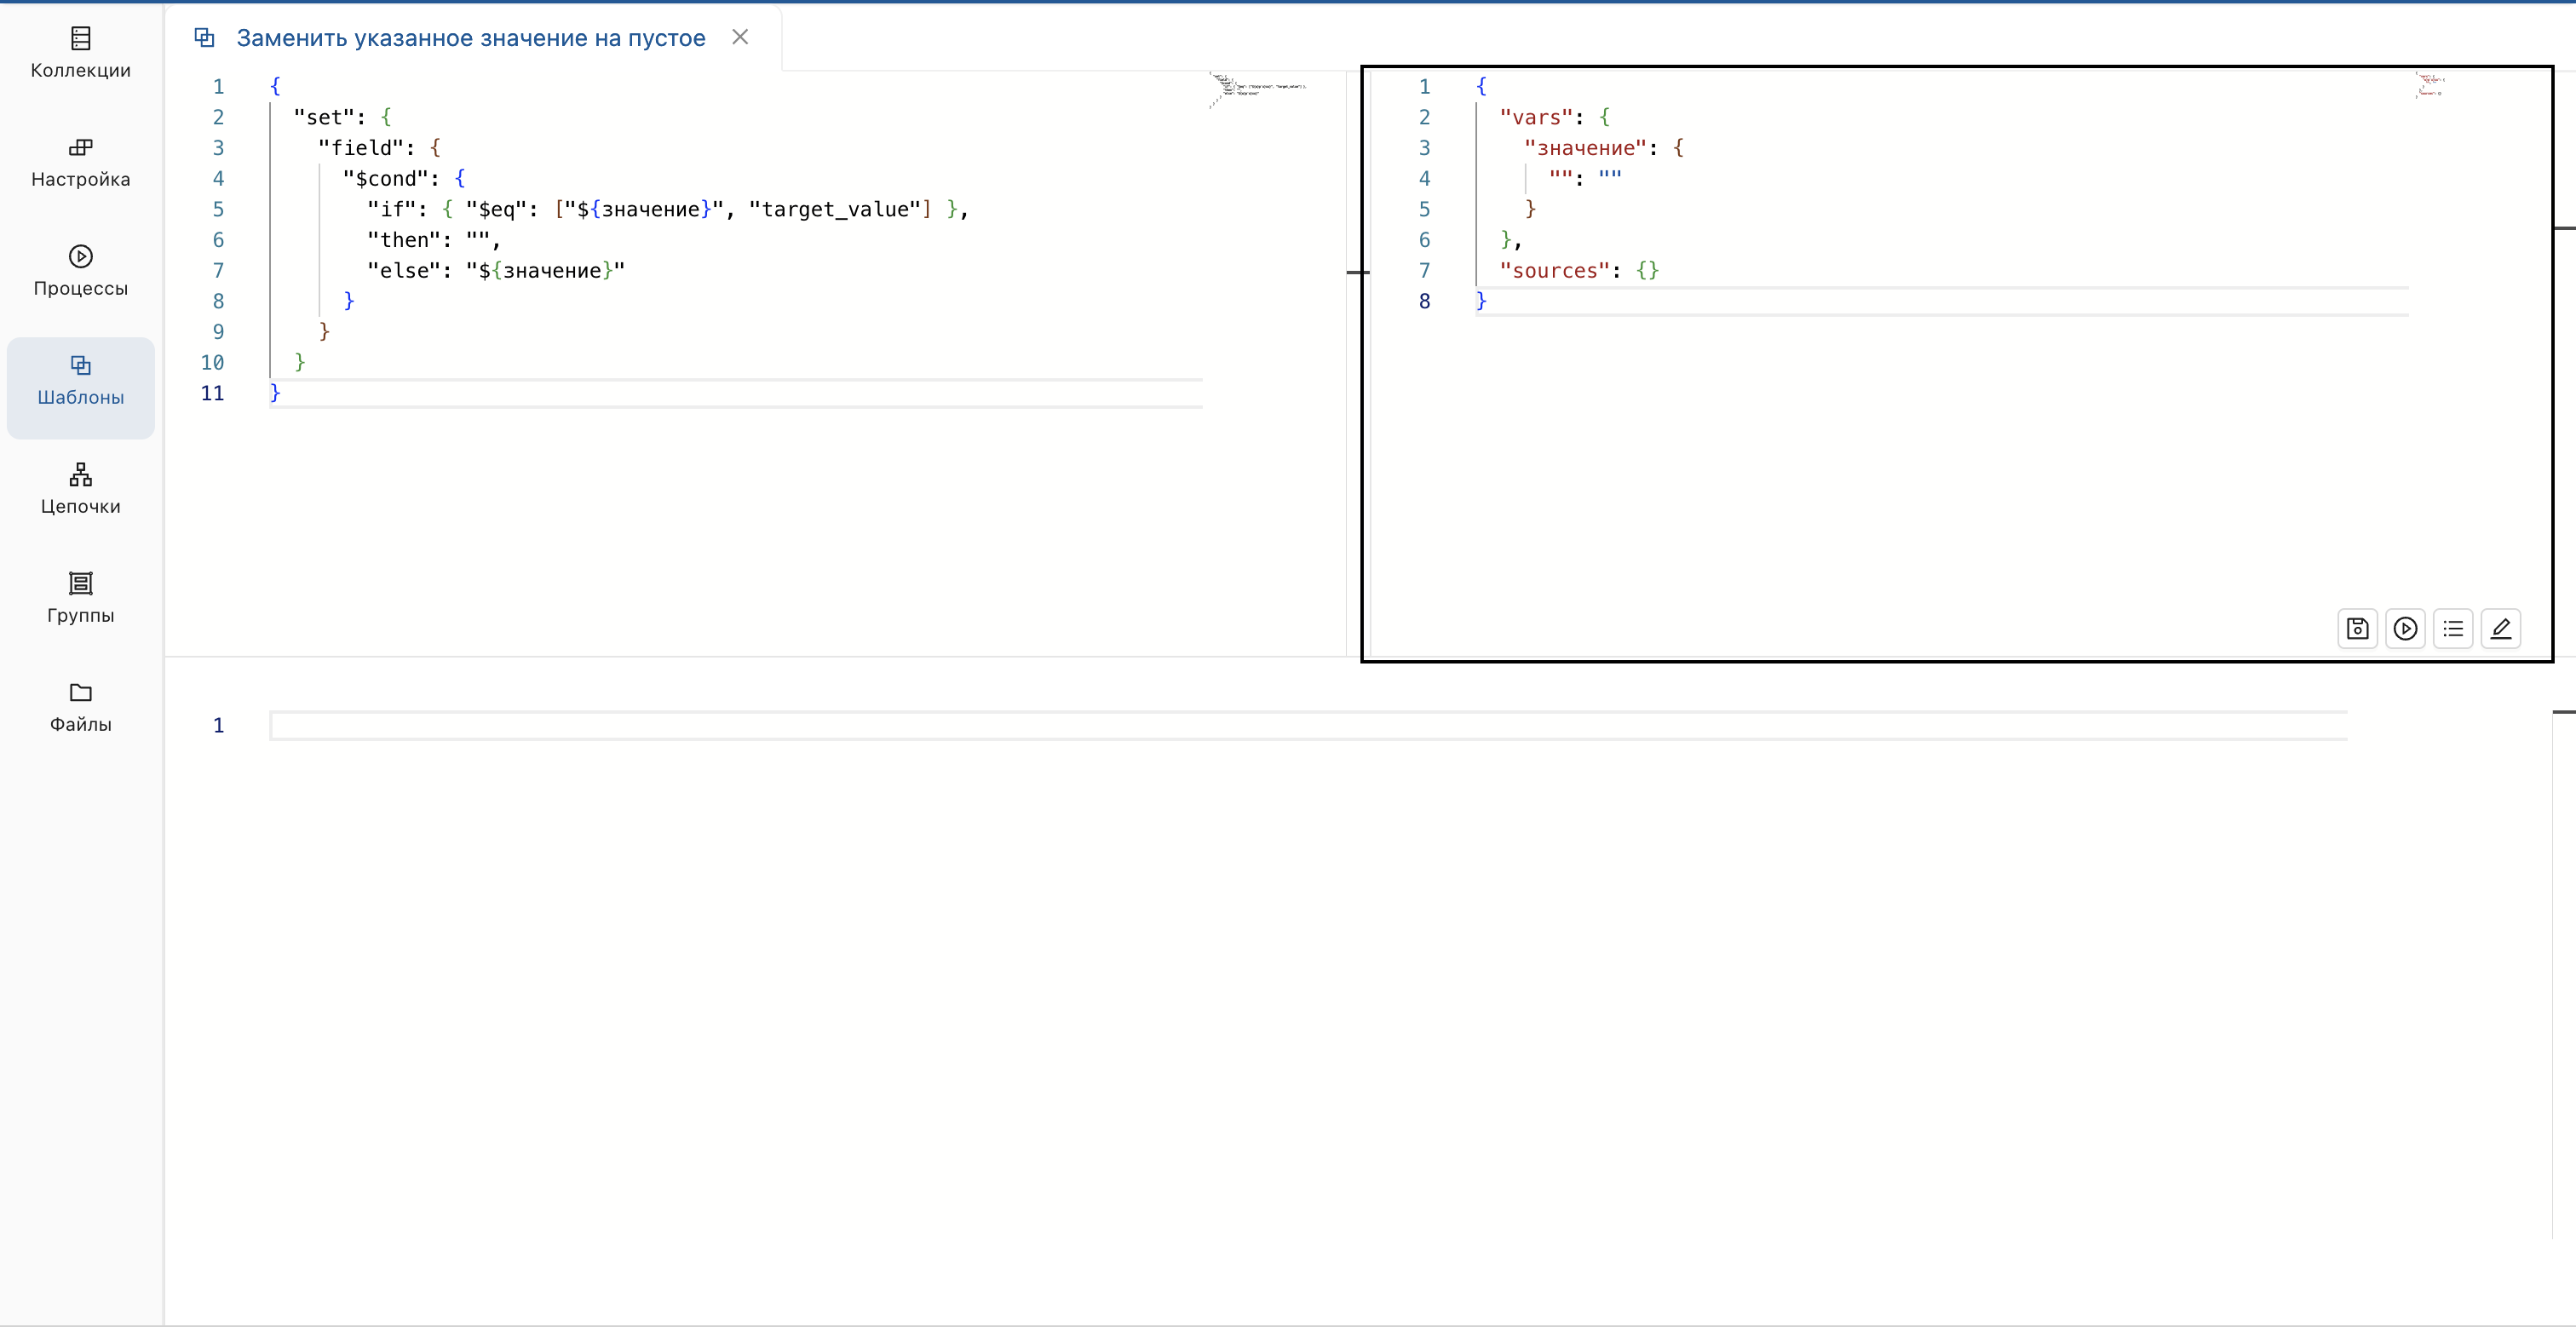 Коллекции
Настройка
Процессы
Шаблоны
Цепочки
Группы
Файлы
Заменить указанное значение на пустое
1 {
2 "set": {
3 "field": {
4 "$cond": {
5 "if": { "$eq": ["${значение}", "target_value"] },
6 "then": "",
7 "else": "${значение}"
8 }
9 }
10 }
11 }
1 {
2 "vars": {
3 "значение": {
4 "": ""
5 }
6 },
7 "sources": {}
8 }
1